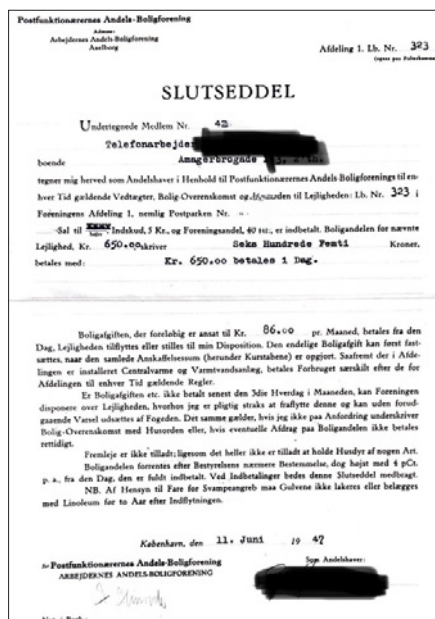 Postfunktionærernes Andels-Boligforening
Adresse:
Arbejdernes Andels-Boligforening
Axelborg
Afdeling 1. Lb. Nr. 323
SLUTSEDDEL
Undertegnede Medlem Nr. 42
Telefonarbejder
boende Amagerbrogade
tegner mig herved som Andelshaver i Henhold til Postfunktionærernes Andels-Boligforenings til en-
hver Tid gældende Vedtægter, Bolig-Overenskomst og Husorden til Lejligheden: Lb. Nr. 323 i
Foreningens Afdeling 1, nemlig Postparken Nr.
Sal til Indskud, 5 Kr., og Foreningsandel, 40 kr., er indbetalt. Boligandelen for nævnte
Lejlighed, Kr. 650.00 skriver Seks Hundrede Femti Kroner,
betales med: Kr. 650.00 betales i Dag.
Boligafgiften, der foreløbig er ansat til Kr. 86.00 pr. Maaned, betales fra den
Dag, Lejligheden tilflyttes eller stilles til min Disposition. Den endelige Boligafgift kan først fast-
sættes, naar den samlede Anskaffelsessum (herunder Kurstabene) er opgjort. Saafremt der i Afde-
lingen er installeret Centralvarme og Varmtvandsanlæg, betales Forbruget særskilt efter de for
Afdelingen til enhver Tid gældende Regler.
Er Boligafgiften etc. ikke betalt senest den 3die Hverdag i Maaneden, kan Foreningen
disponere over Lejligheden, hvorhos jeg er pligtig straks at fraflytte denne og kan uden forud-
gaaende Varsel udsættes af Fogeden. Det samme gælder, hvis jeg ikke paa Anfordring underskriver
Bolig-Overenskomst med Husorden eller, hvis eventuelle Afdrag paa Boligandelen ikke betales
rettidigt.
Fremleje er ikke tilladt; ligesom det heller ikke er tilladt at holde Husdyr af nogen Art.
Boligandelen forrentes efter Bestyrelsens nærmere Bestemmelse, dog højst med 4 pCt.
p. a., fra den Dag, den er fuldt indbetalt. Ved Indbetalinger bedes denne Slutseddel medbragt.
NB. Af Hensyn til Fare for Svampeangreb maa Gulvene ikke lakeres eller belægges
med Linoleum før to Aar efter Indflytningen.
København, den 11. Juni 1947
for Postfunktionærernes Andels-Boligforening
ARBEJDERNES ANDELS-BOLIGFORENING
Som Andelshaver: